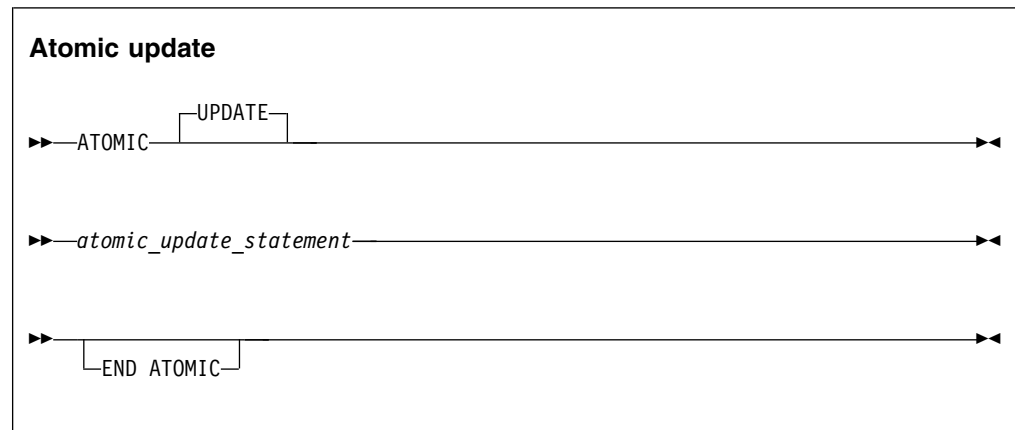 Atomic update
UPDATE
ATOMIC
atomic_update_statement
END ATOMIC